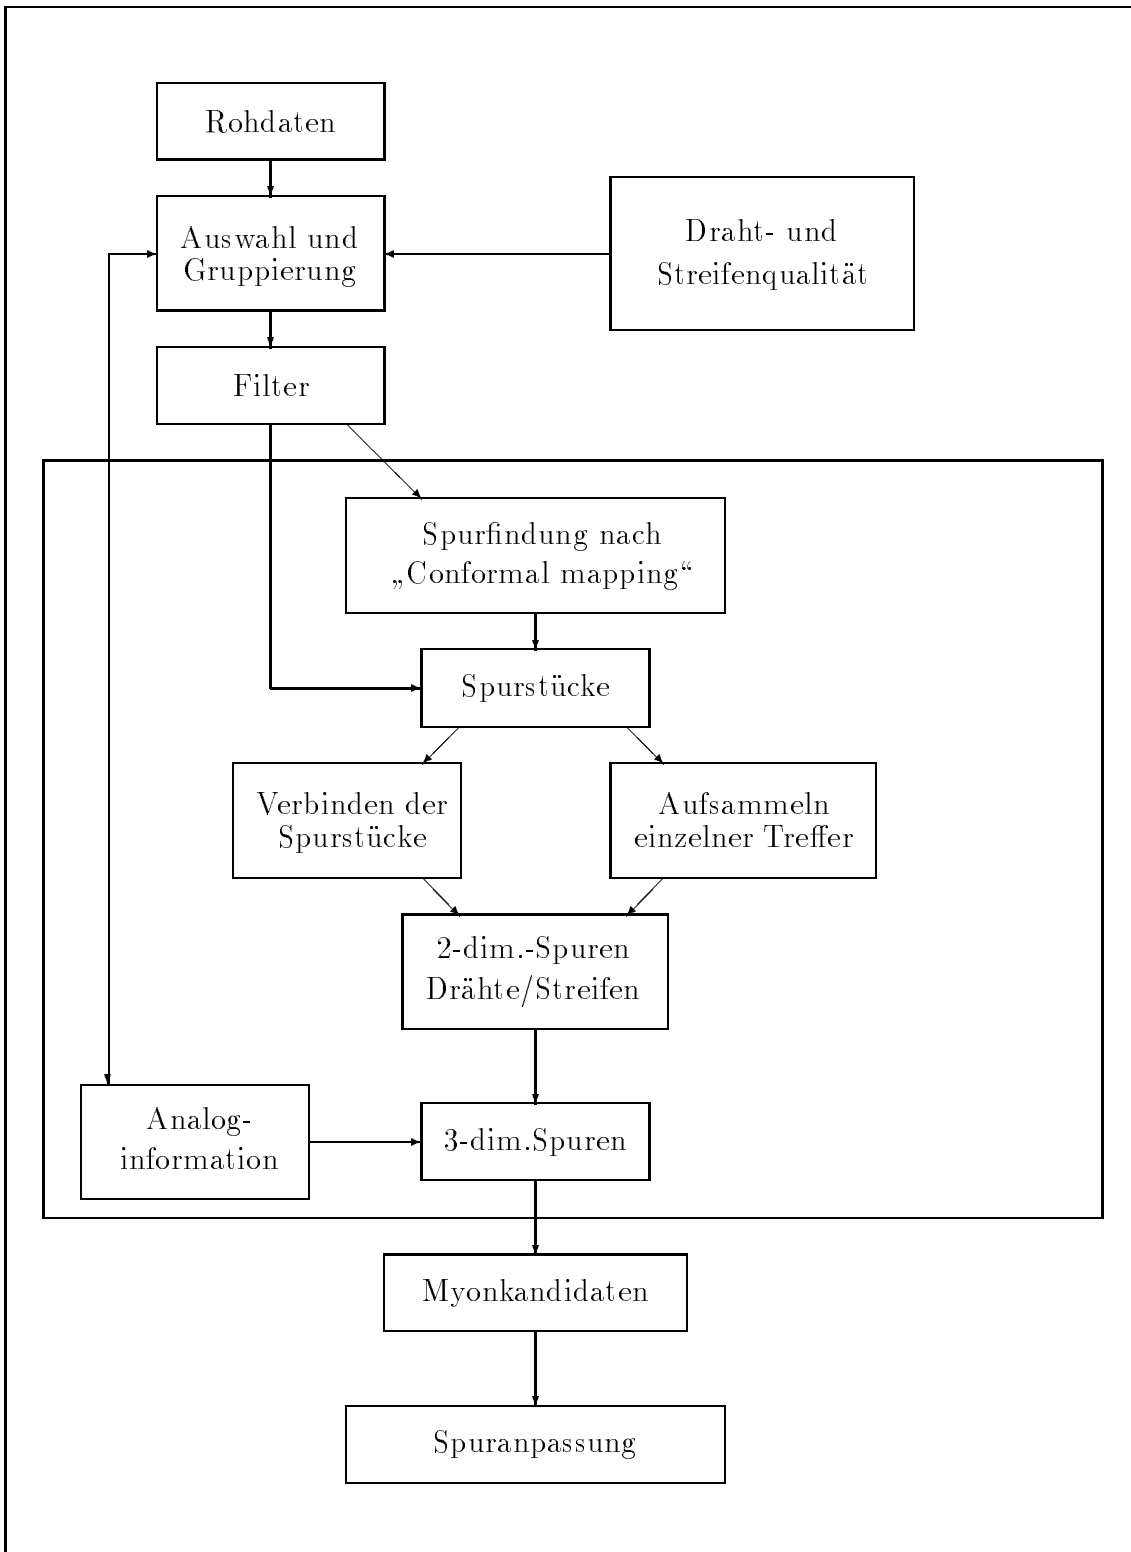 Rohdaten
Auswahl und
Gruppierung
Draht- und
Streifenqualität
Filter
Spurfindung nach
„Conformal mapping“
Spurstücke
Verbinden der
Spurstücke
Aufsammeln
einzelner Treffer
2-dim.-Spuren
Drähte/Streifen
Analog-
information
3-dim.Spuren
Myonkandidaten
Spuranpassung